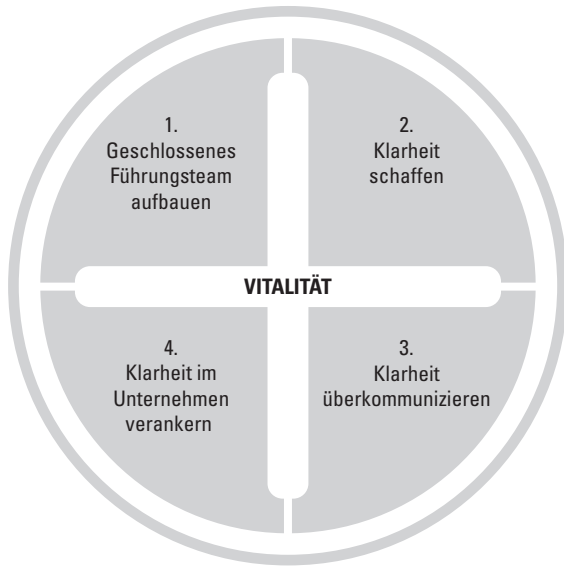 1.
Geschlossenes
Führungsteam
aufbauen
2.
Klarheit
schaffen
VITALITÄT
4.
Klarheit im
Unternehmen
verankern
3.
Klarheit
überkommunizieren